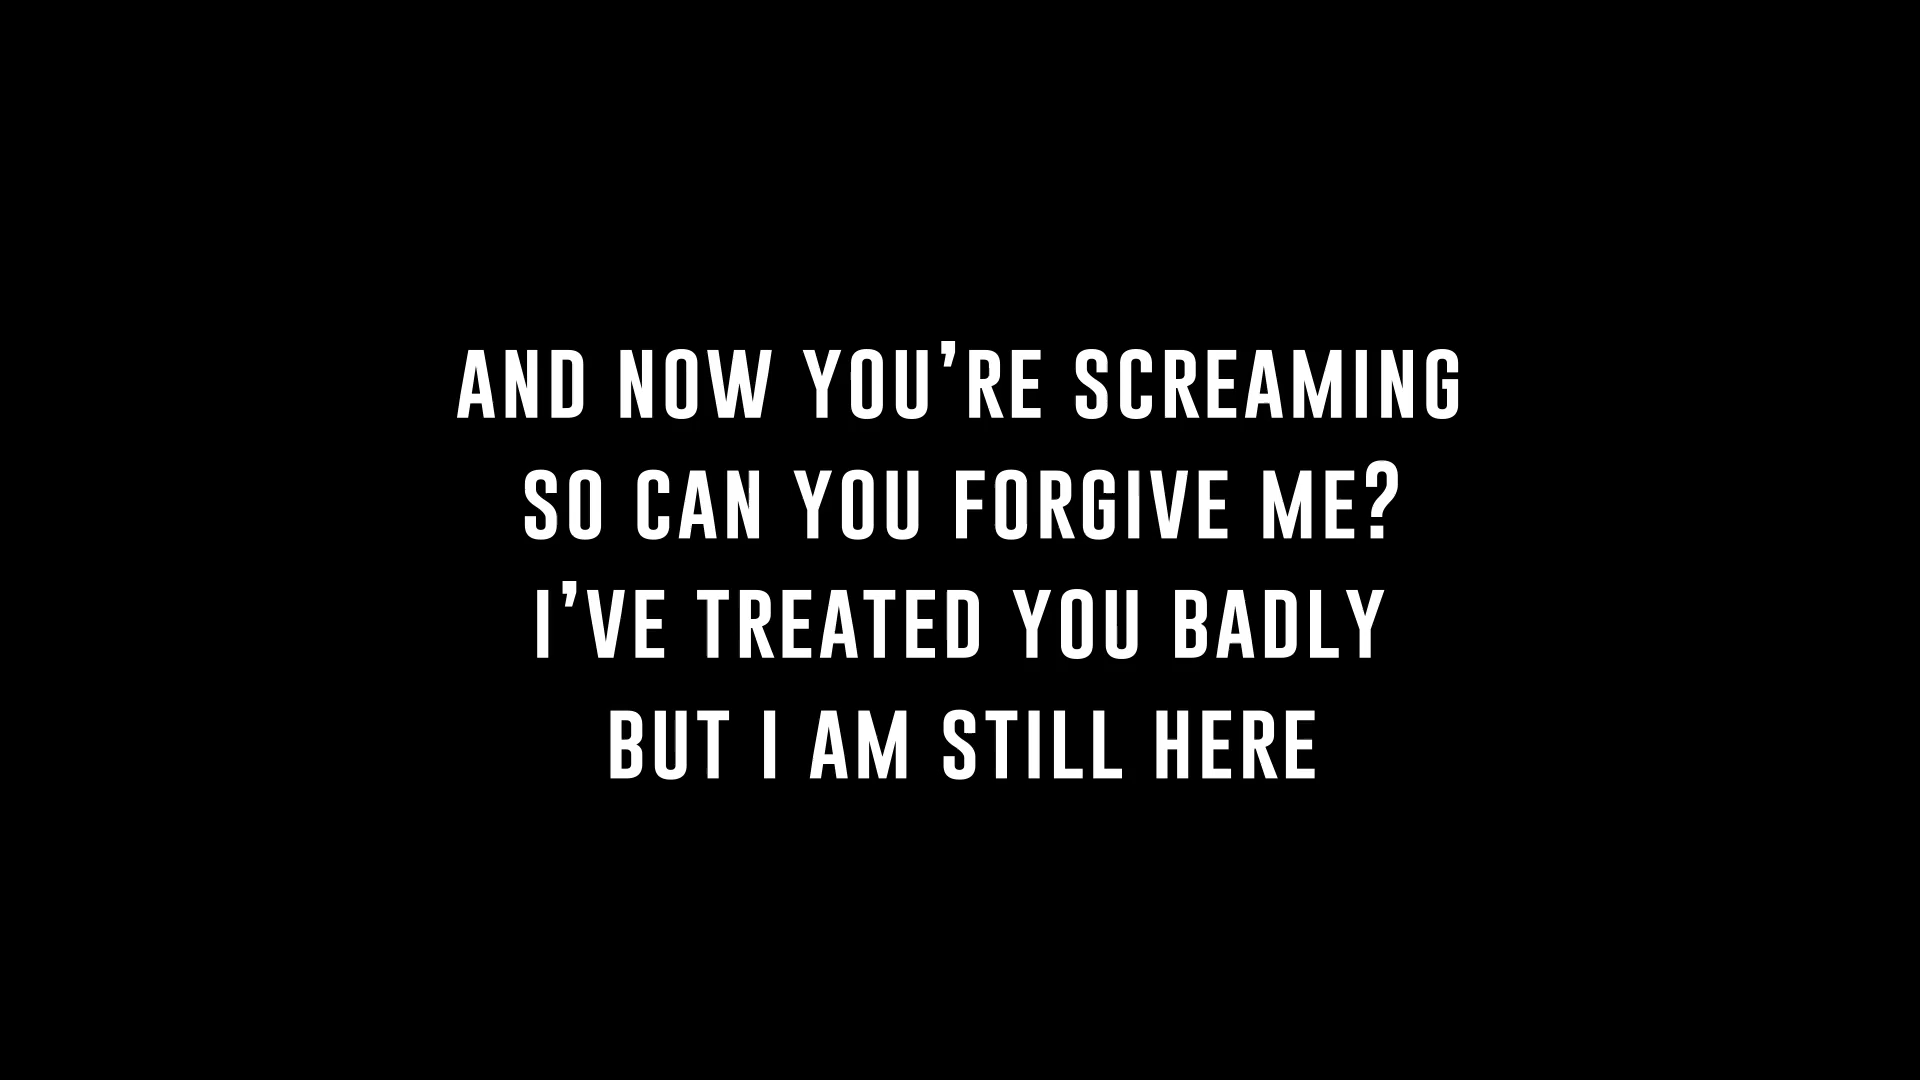 AND NOW YOU’RE SCREAMING
SO CAN YOU FORGIVE ME?
I’VE TREATED YOU BADLY
BUT I AM STILL HERE